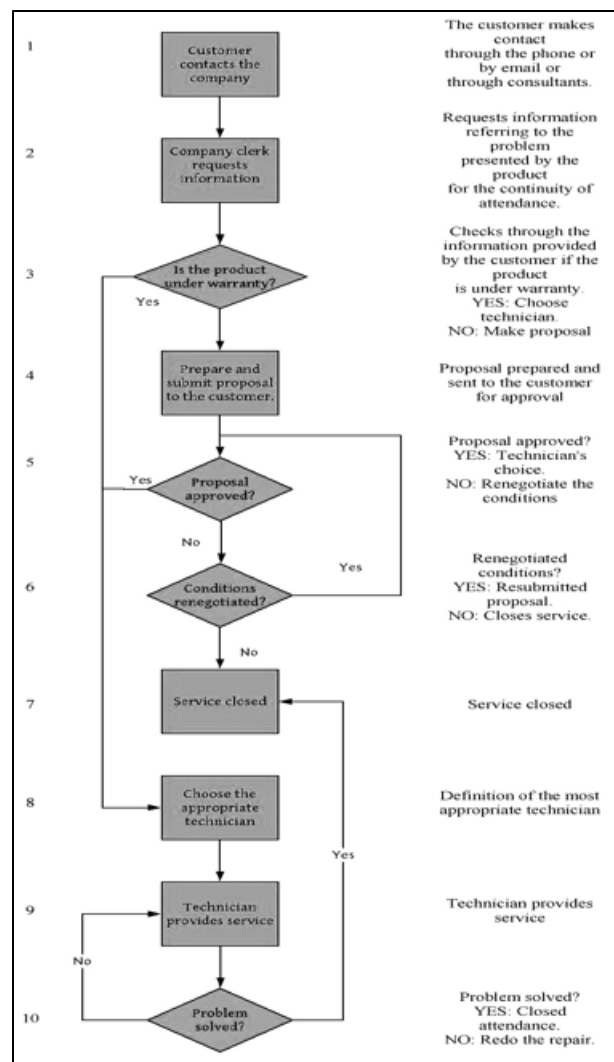 1
Customer
contacts the
company
The customer makes
contact
through the phone or
by email or
through consultants.
2
Company clerk
requests
information
Requests information
referring to the
problem
presented by the
product
for the continuity of
attendance.
3
Is the product
under warranty?
Yes
Checks through the
information provided
by the customer if the
product
is under warranty.
YES: Choose
technician.
NO: Make proposal
4
Prepare and
submit proposal
to the customer.
Proposal prepared and
sent to the customer
for approval
5
Yes
Proposal
approved?
No
Proposal approved?
YES: Technician's
choice.
NO: Renegotiate the
conditions
6
Conditions
renegotiated?
Yes
No
Renegotiated
conditions?
YES: Resubmitted
proposal.
NO: Closes service.
7
Service closed
Service closed
8
Choose the
appropriate
technician
Yes
Definition of the most
appropriate technician
9
Technician
provides service
No
Technician provides
service
10
Problem
solved?
Problem solved?
YES: Closed
attendance.
NO: Redo the repair.